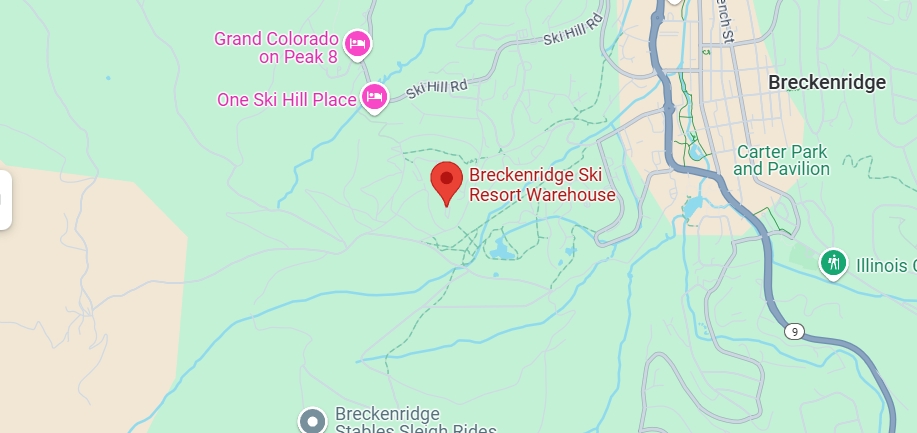 Ski Hill Rd
Grand Colorado
on Peak 8
One Ski Hill Place
Ski Hill Rd
Breckenridge
Carter Park
and Pavilion
Breckenridge Ski
Resort Warehouse
Illinois
9
Breckenridge
Stables Sleigh Rides